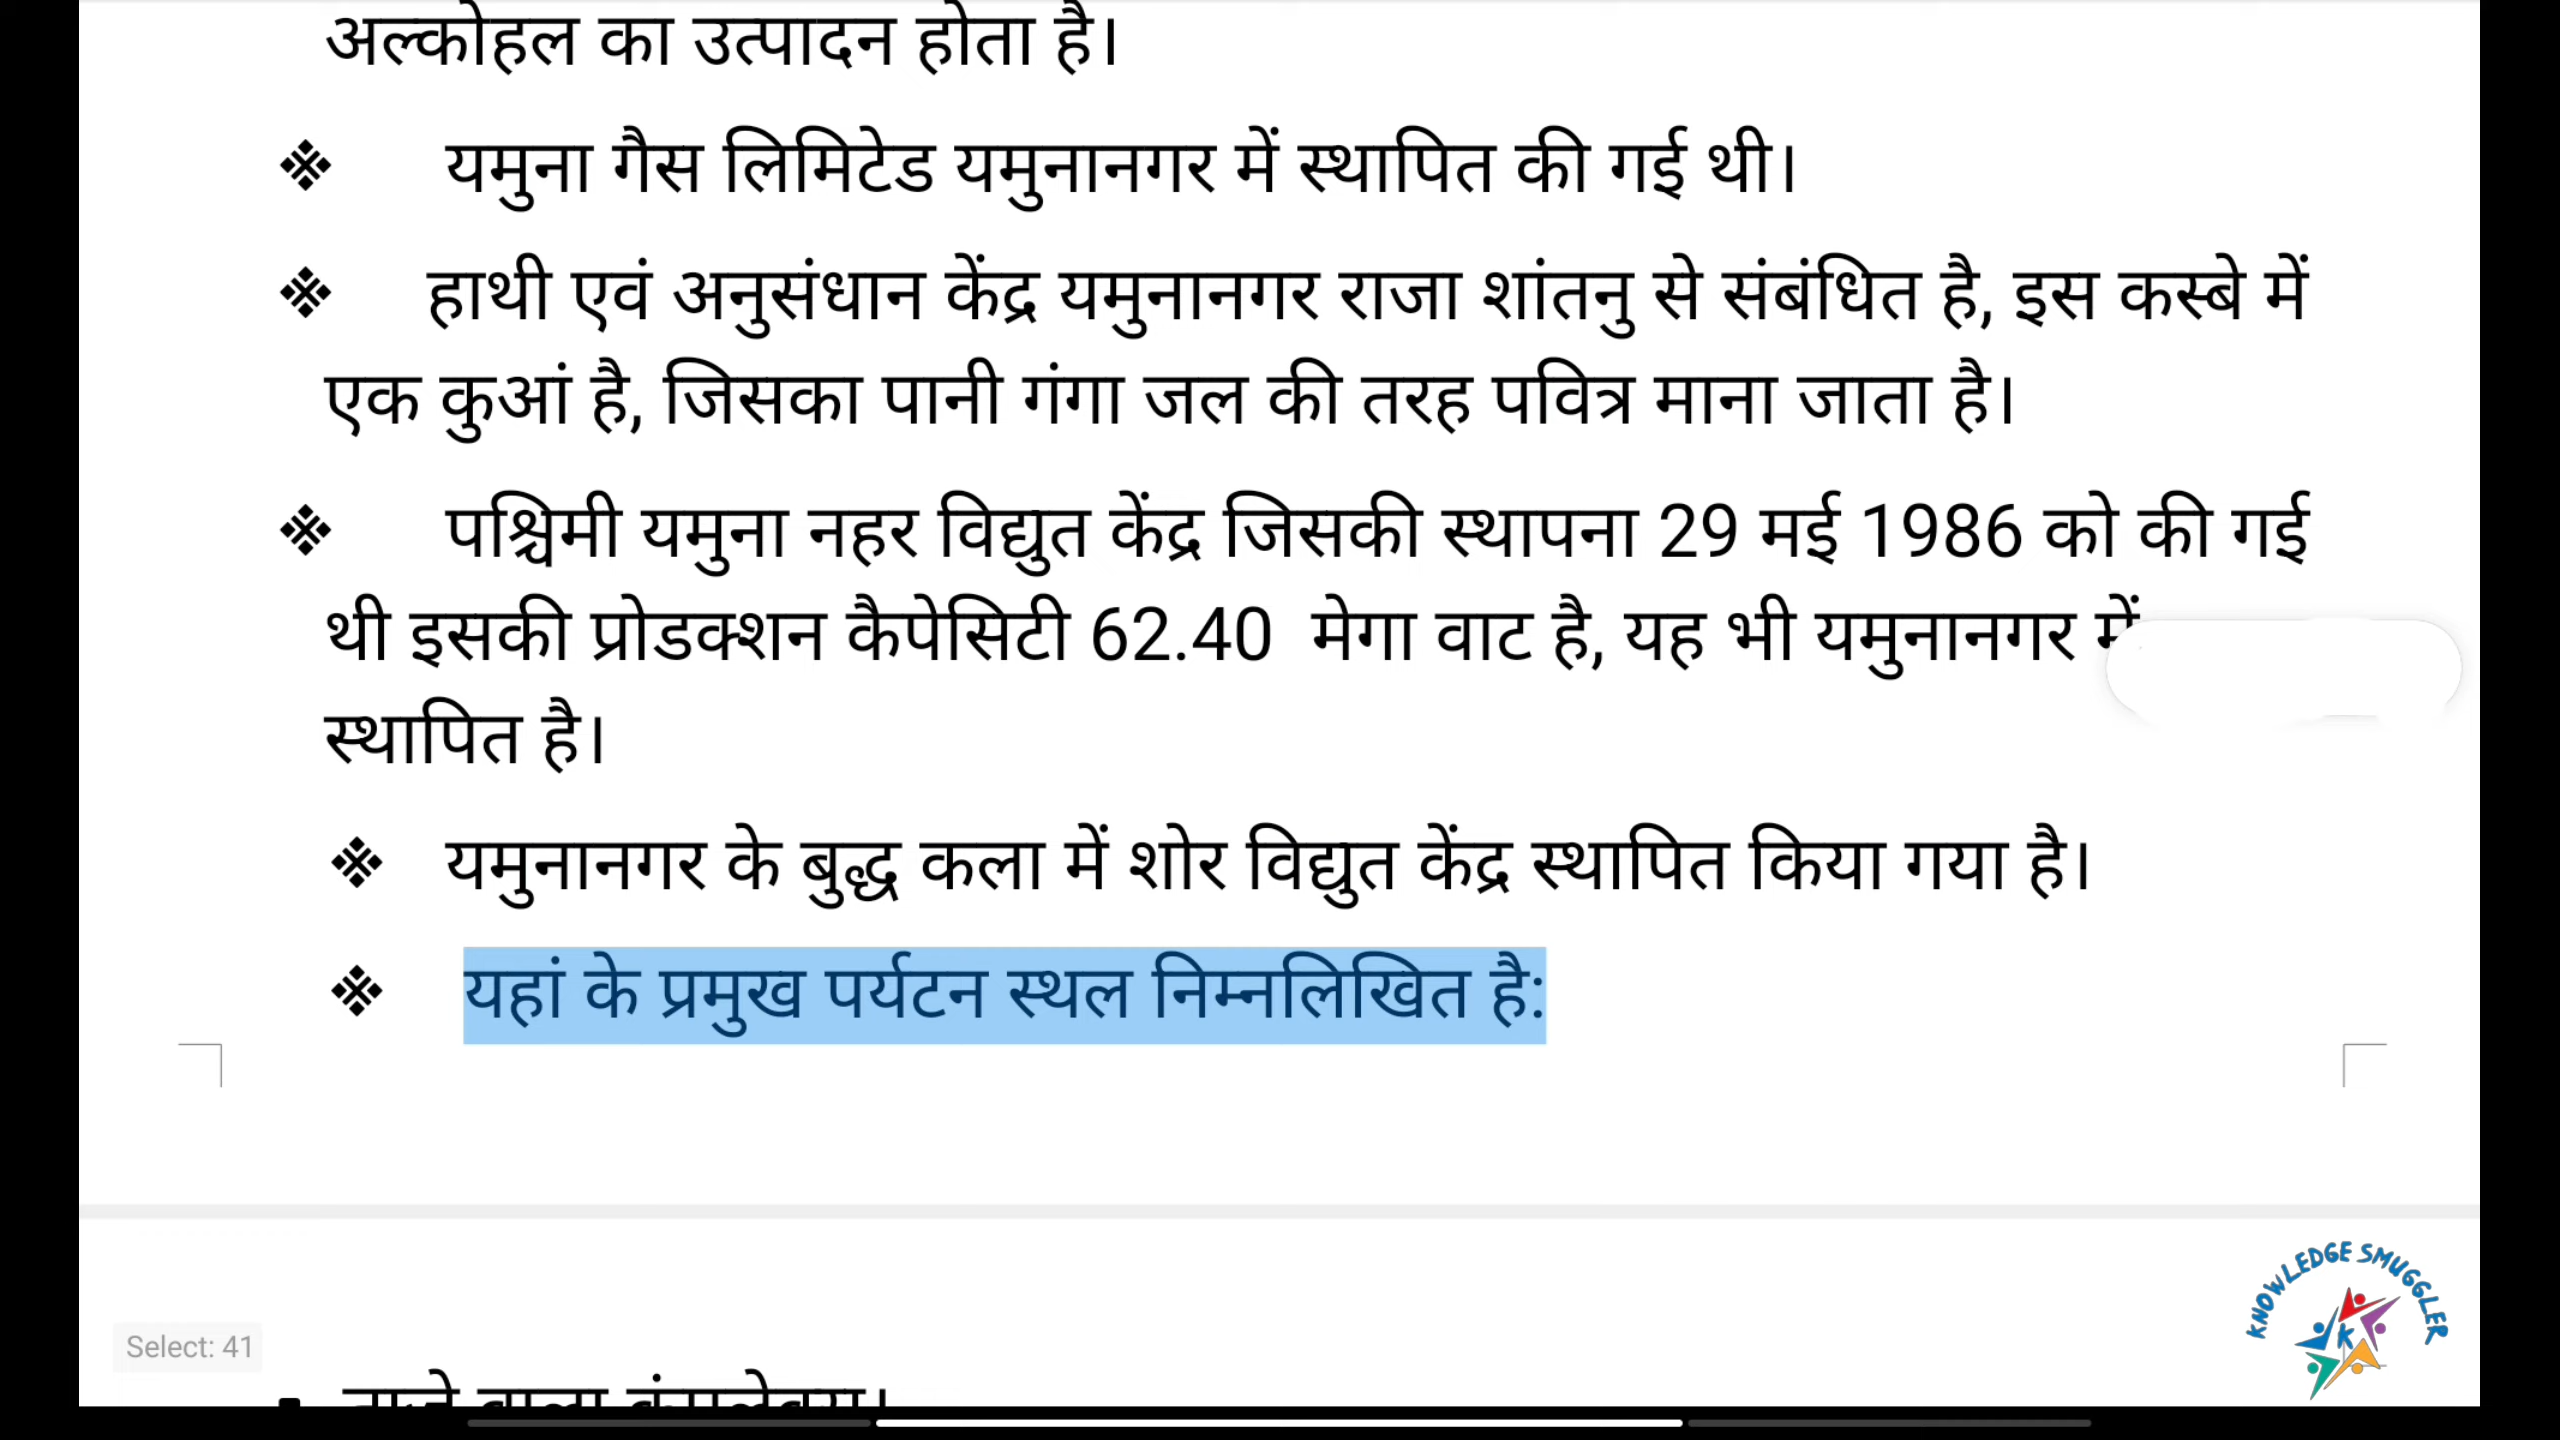 अल्कोहल का उत्पादन होता है।
❖ यमुना गैस लिमिटेड यमुनानगर में स्थापित की गई थी।
❖ हाथी एवं अनुसंधान केंद्र यमुनानगर राजा शांतनु से संबंधित है, इस कस्बे में
एक कुआं है, जिसका पानी गंगा जल की तरह पवित्र माना जाता है।
❖ पश्चिमी यमुना नहर विद्युत केंद्र जिसकी स्थापना 29 मई 1986 को की गई
थी इसकी प्रोडक्शन कैपेसिटी 62.40 मेगा वाट है, यह भी यमुनानगर में
स्थापित है।
❖ यमुनानगर के बुद्ध कला में शोर विद्युत केंद्र स्थापित किया गया है।
❖ यहां के प्रमुख पर्यटन स्थल निम्नलिखित है:
KNOWLEDGE SMUGGLER
K
Select: 41